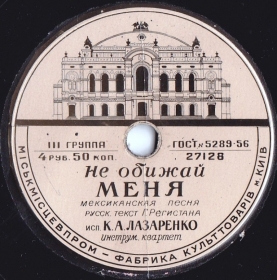 III ГРУППА
ГОСТ № 5289-56
4 РУБ. 50 КОП.
27128
Не обижай
МЕНЯ
МЕКСИКАНСКАЯ ПЕСНЯ
РУССК. ТЕКСТ Г. Регистана
исп. К.А. ЛАЗАРЕНКО
инструм. квартет
МІСЬКМІСЦЕВПРОМ – ФАБРИКА КУЛЬТТОВАРІВ м. КИЇВ